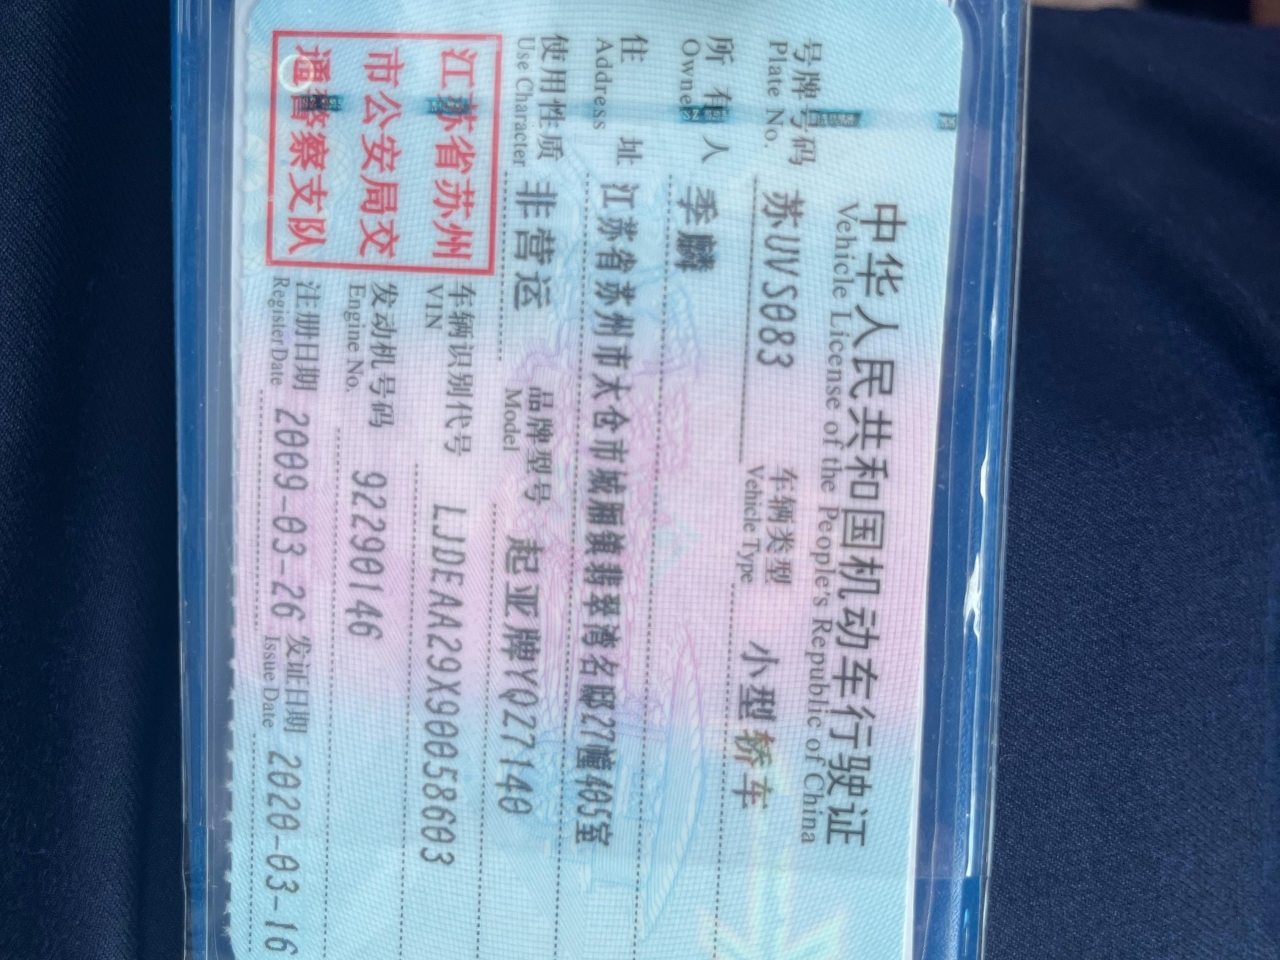 中华人民共和国机动车行驶证
Vehicle License of the People's Republic of China
号牌号码 苏UVS083 车辆类型 小型轿车
Plate No. Vehicle Type
所有人 季麟
Owner
住址 江苏省苏州市太仓市城厢镇翡翠湾名邸27幢405室
Address
使用性质 非营运 品牌型号 起亚牌YQZ7140
Use Character Model
江苏省苏州
市公安局交
通警察支队
车辆识别代号 LJDEAA29X90058603
VIN
发动机号码 92290146
Engine No.
注册日期 2009-03-26 发证日期 2020-03-16
Register Date Issue Date